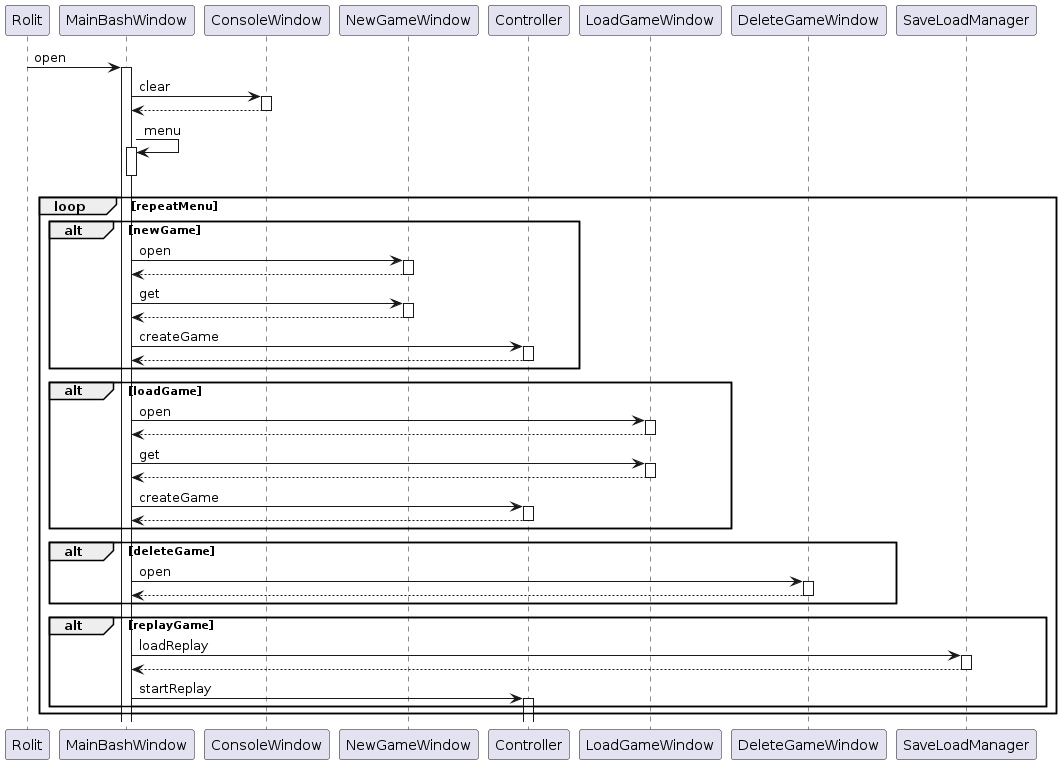 Rolit MainBashWindow ConsoleWindow NewGameWindow Controller LoadGameWindow DeleteGameWindow SaveLoadManager
open
clear
menu
loop [repeatMenu]
alt [newGame]
open
get
createGame
alt [loadGame]
open
get
createGame
alt [deleteGame]
open
alt [replayGame]
loadReplay
startReplay
Rolit MainBashWindow ConsoleWindow NewGameWindow Controller LoadGameWindow DeleteGameWindow SaveLoadManager